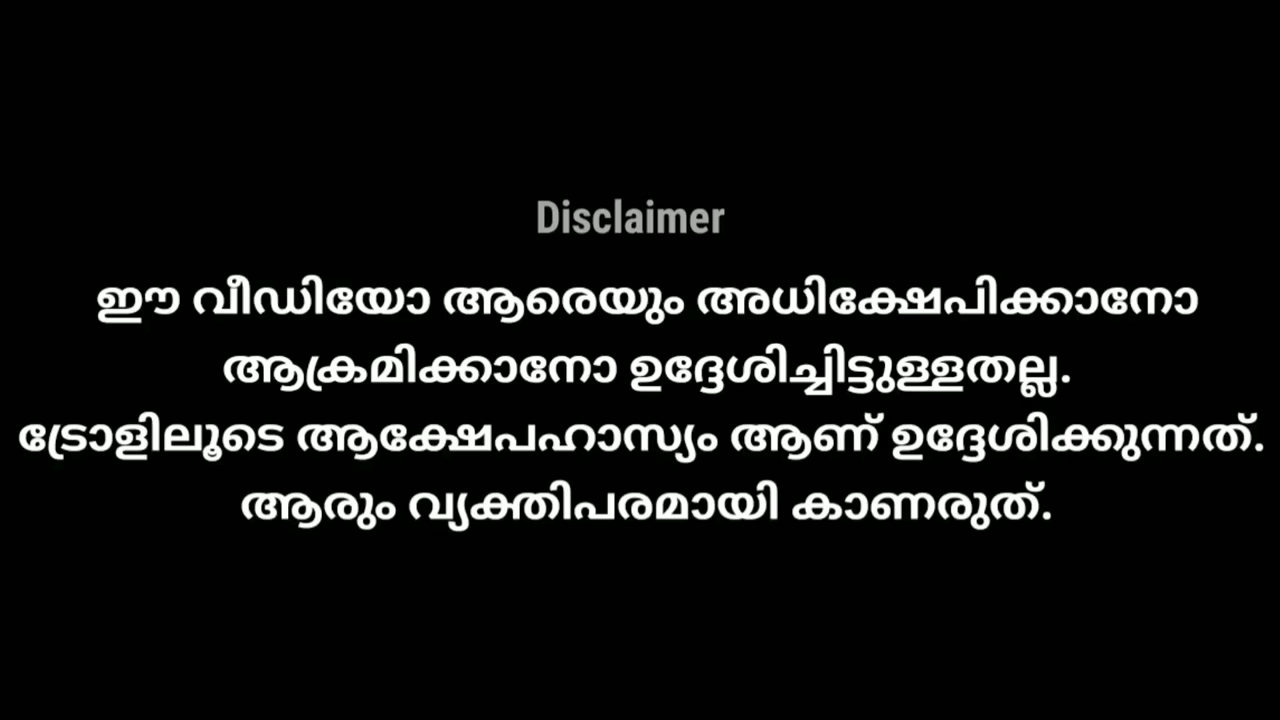 Disclaimer
ഈ വീഡിയോ ആരെയും അധിക്ഷേപിക്കാനോ
ആക്രമിക്കാനോ ഉദ്ദേശിച്ചിട്ടുള്ളതല്ല.
ട്രോളിലൂടെ ആക്ഷേപഹാസ്യം ആണ് ഉദ്ദേശിക്കുന്നത്.
ആരും വ്യക്തിപരമായി കാണരുത്.